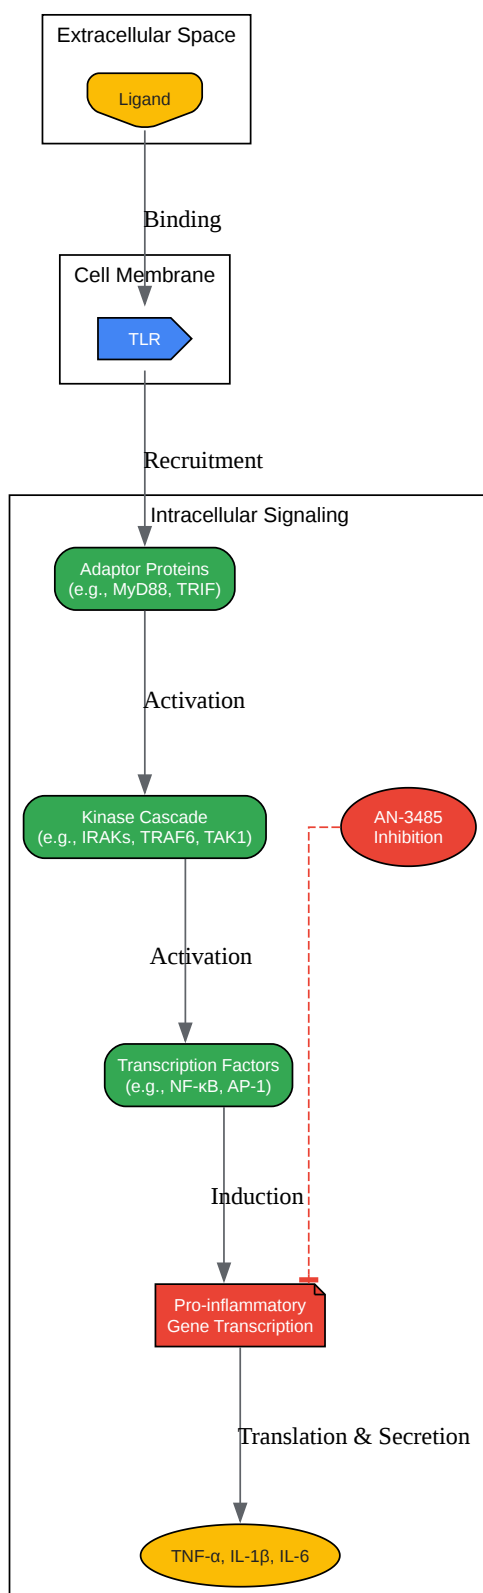 Extracellular Space
Ligand
Binding
Cell Membrane
TLR
Recruitment
Intracellular Signaling
Adaptor Proteins
(e.g., MyD88, TRIF)
Activation
Kinase Cascade
(e.g., IRAKs, TRAF6, TAK1)
AN-3485
Inhibition
Activation
Transcription Factors
(e.g., NF-κB, AP-1)
Induction
Pro-inflammatory
Gene Transcription
Translation & Secretion
TNF-α, IL-1β, IL-6